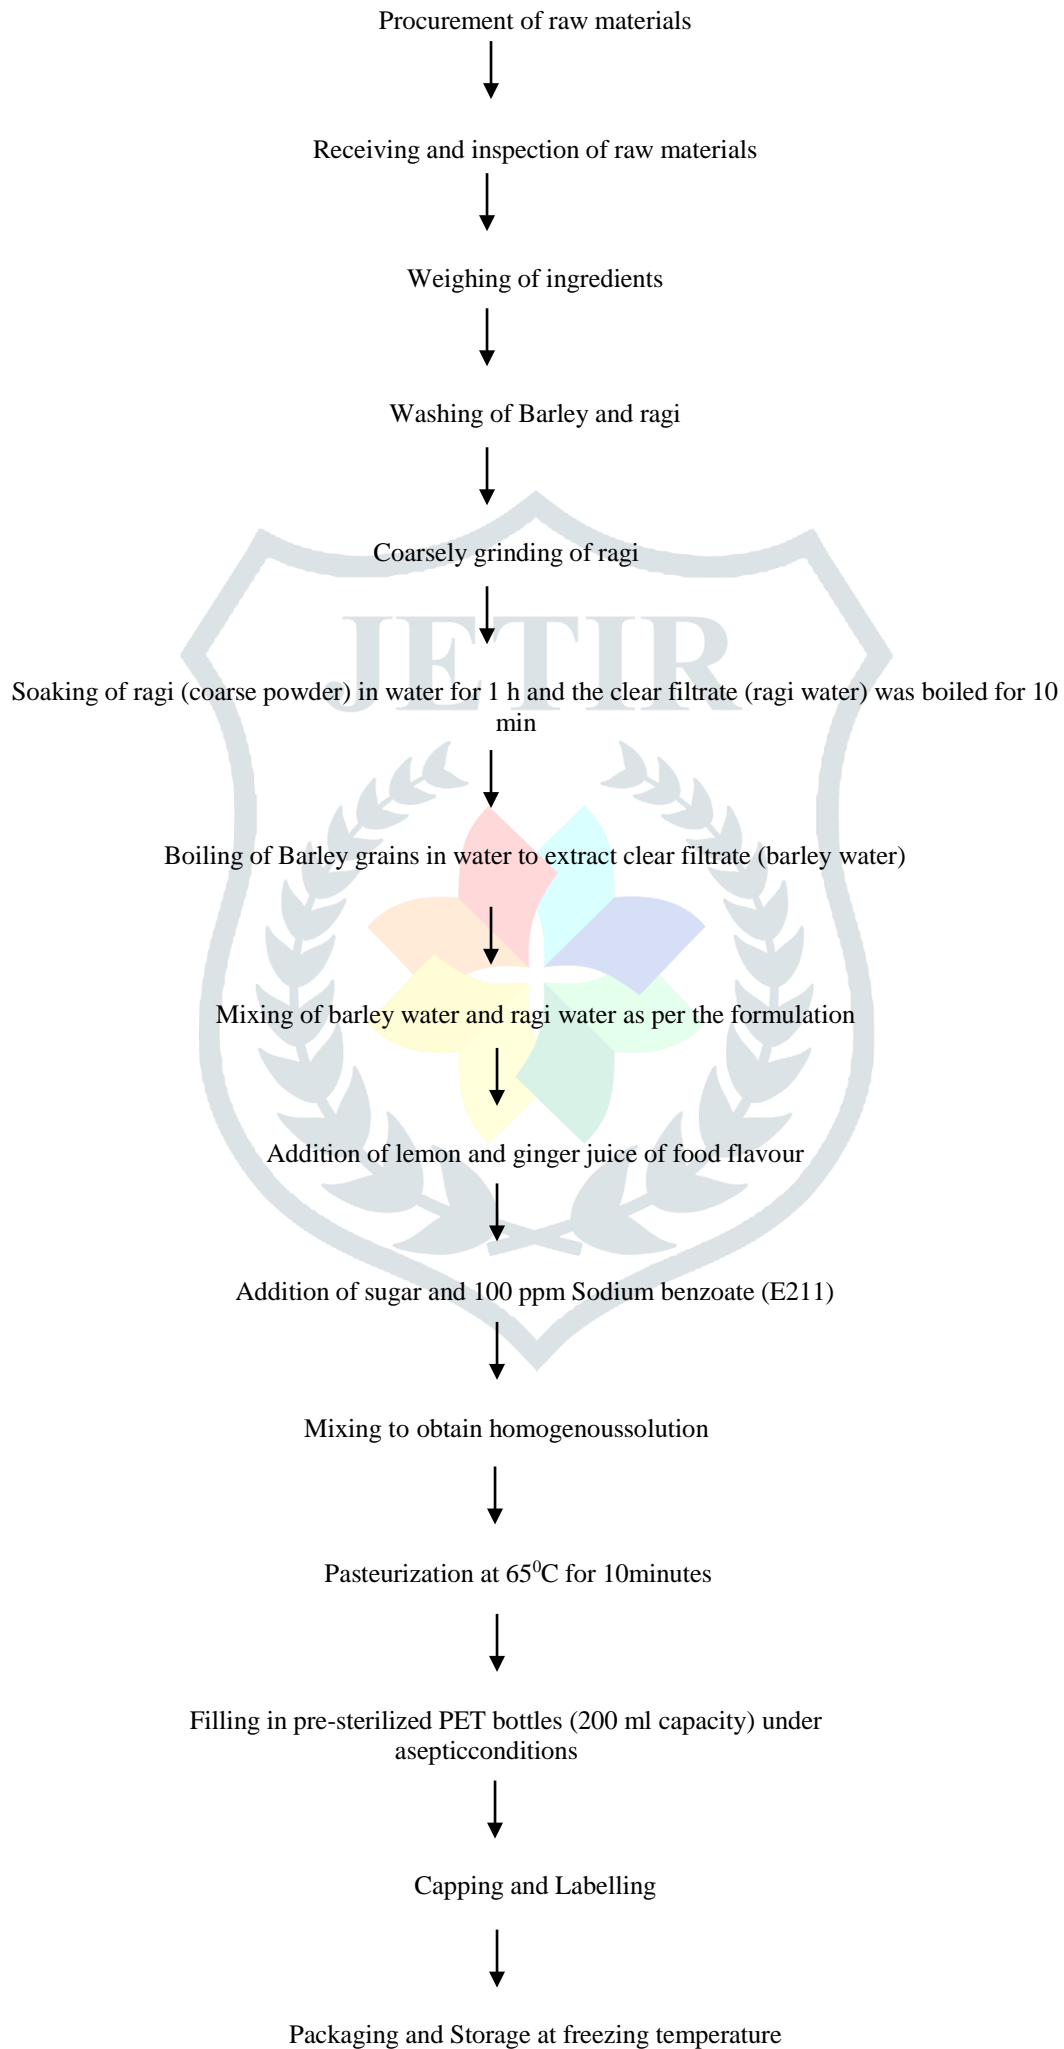 Procurement of raw materials
Receiving and inspection of raw materials
Weighing of ingredients
Washing of Barley and ragi
Coarsely grinding of ragi
JETIR
Soaking of ragi (coarse powder) in water for 1 h and the clear filtrate (ragi water) was boiled for 10
min
Boiling of Barley grains in water to extract clear filtrate (barley water)
Mixing of barley water and ragi water as per the formulation
Addition of lemon and ginger juice of food flavour
Addition of sugar and 100 ppm Sodium benzoate (E211)
Mixing to obtain homogenoussolution
Pasteurization at 65⁰C for 10minutes
Filling in pre-sterilized PET bottles (200 ml capacity) under
asepticconditions
Capping and Labelling
Packaging and Storage at freezing temperature